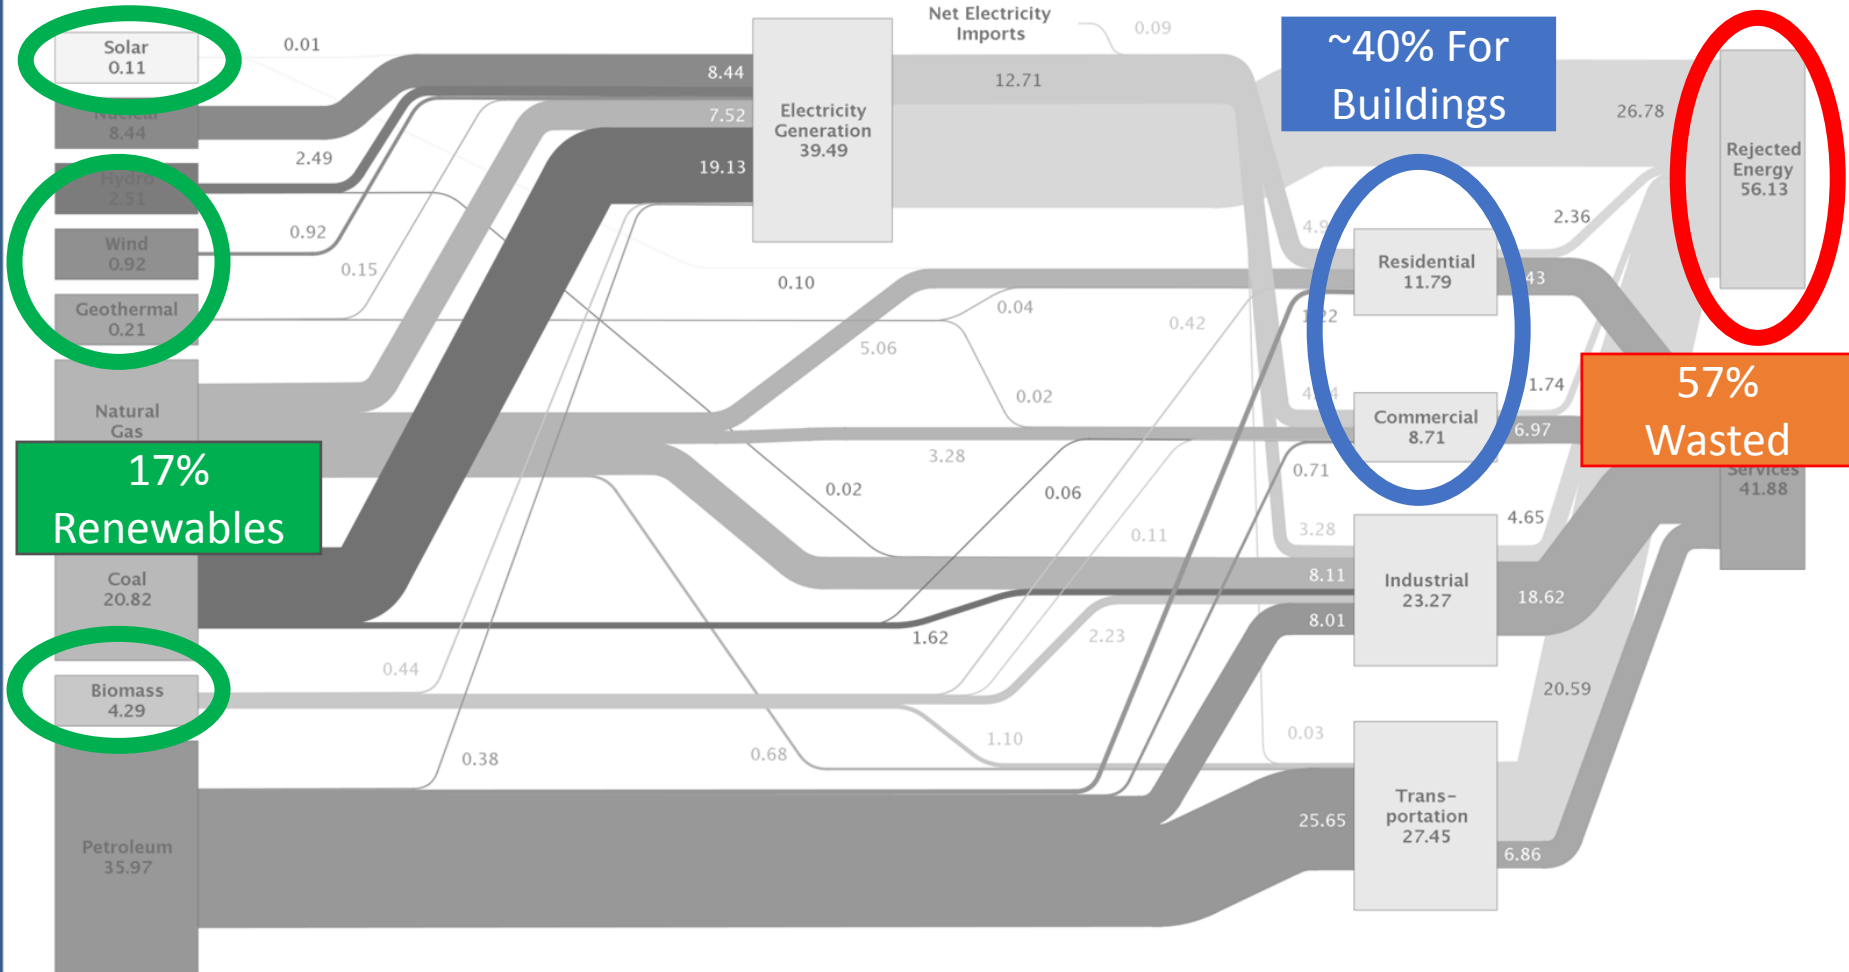 Solar
0.11
0.01
Nuclear
8.44
Hydro
2.51
2.49
Wind
0.92
0.92
0.15
Geothermal
0.21
Natural
Gas
17%
Renewables
Coal
20.82
Biomass
4.29
0.44
0.38
Petroleum
35.97
8.44
7.52
19.13
Electricity
Generation
39.49
Net Electricity
Imports
0.09
12.71
0.10
0.04
5.06
0.42
0.02
3.28
0.02
0.06
0.11
1.62
2.23
1.10
0.68
0.03
~40% For
Buildings
26.78
Rejected
Energy
56.13
2.36
Residential
11.79
43
1.22
1.74
Commercial
8.71
6.97
0.71
57%
Wasted
Services
41.88
3.28
4.65
8.11
8.01
Industrial
23.27
18.62
20.59
25.65
Trans-
portation
27.45
6.86